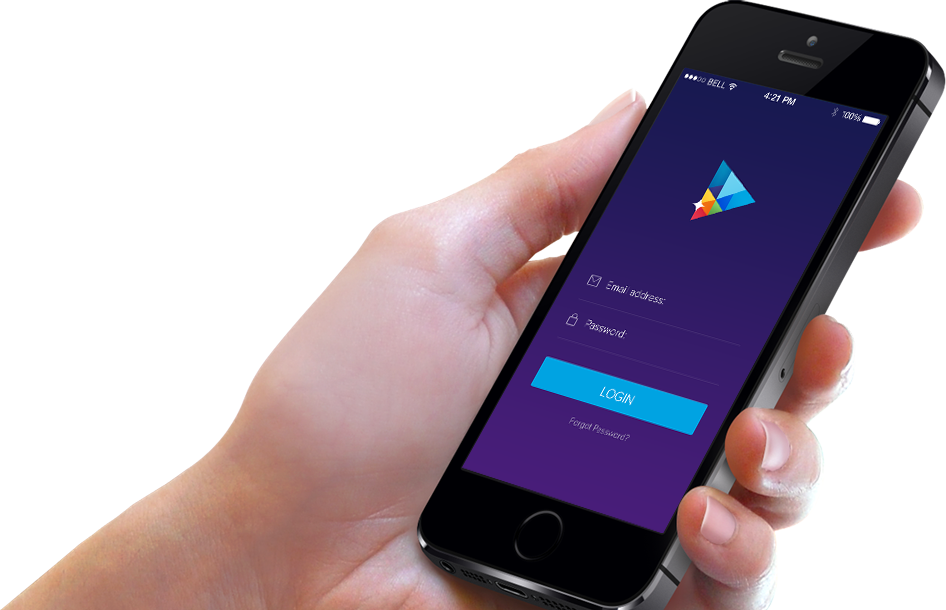 BELL
4:21 PM
100%
Email address:
Password:
LOGIN
Forgot Password?